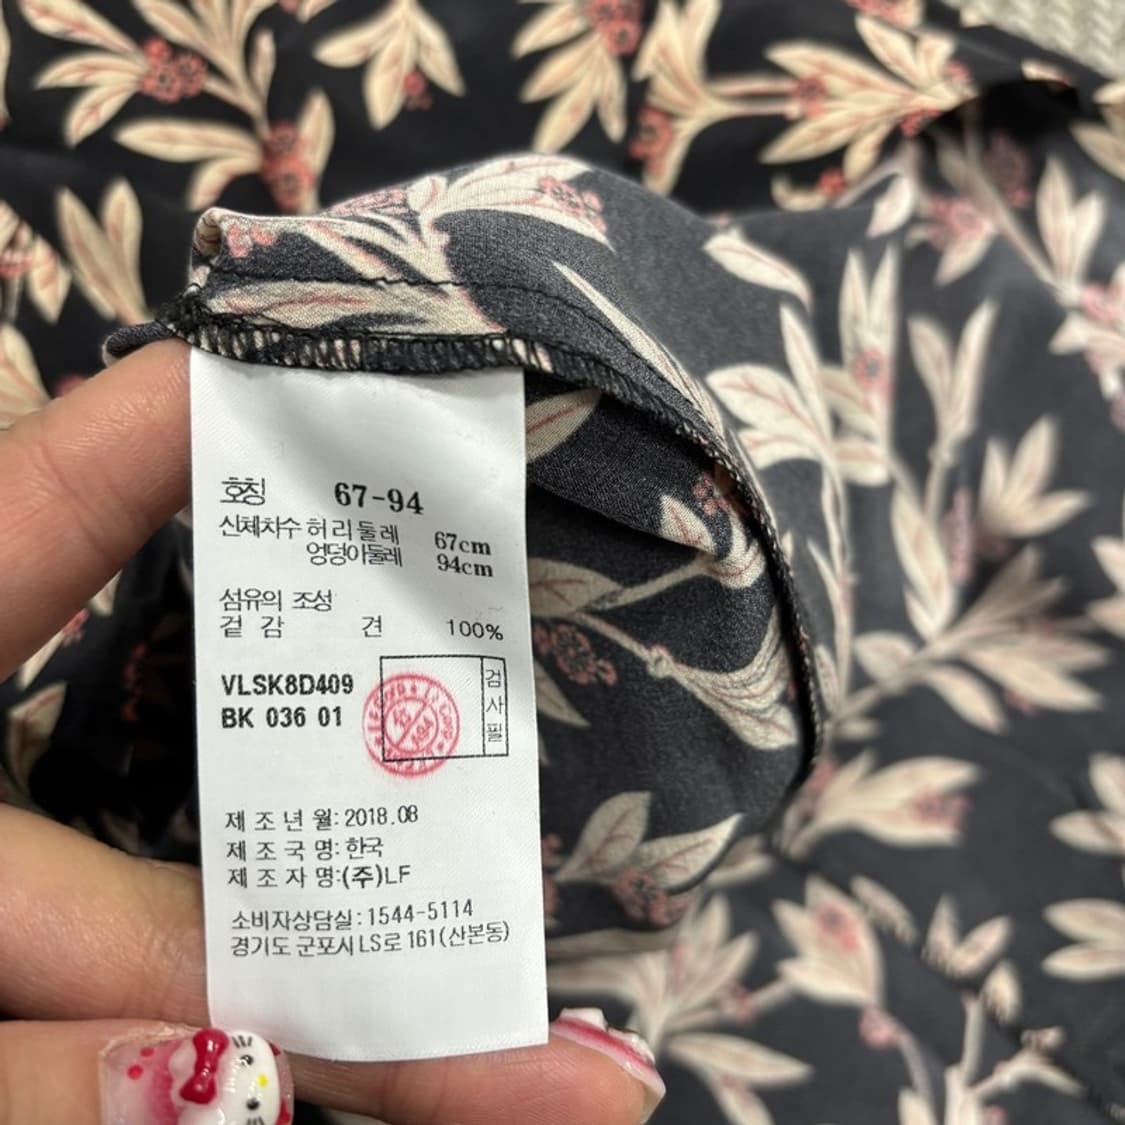 호칭 67-94
신체치수 허리둘레 67cm
엉덩이둘레 94cm
섬유의 조성
겉감 견 100%
VLSK8D409
BK 036 01
검사필
제조년월: 2018.08
제조국명: 한국
제조자명:(주)LF
소비자상담실: 1544-5114
경기도 군포시 LS로 161(산본동)